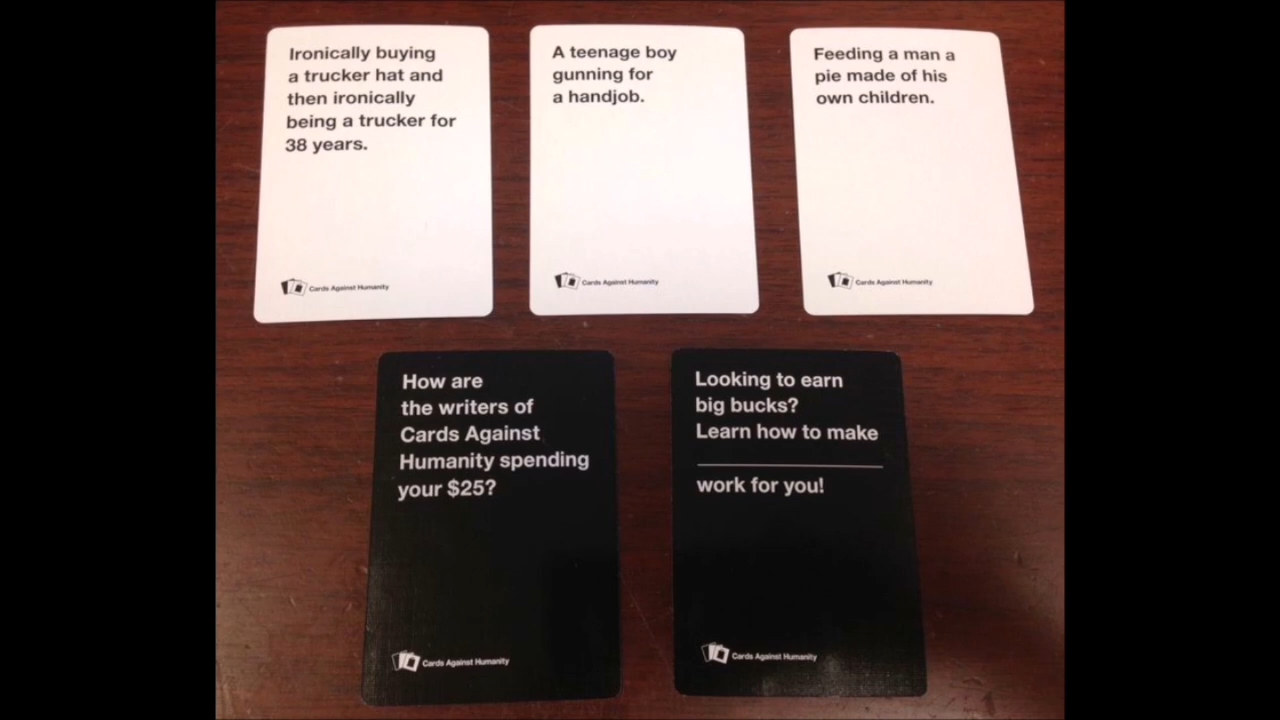 Ironically buying
a trucker hat and
then ironically
being a trucker for
38 years.
Cards Against Humanity
A teenage boy
gunning for
a handjob.
Cards Against Humanity
Feeding a man a
pie made of his
own children.
Cards Against Humanity
How are
the writers of
Cards Against
Humanity spending
your $25?
Cards Against Humanity
Looking to earn
big bucks?
Learn how to make
work for you!
Cards Against Humanity